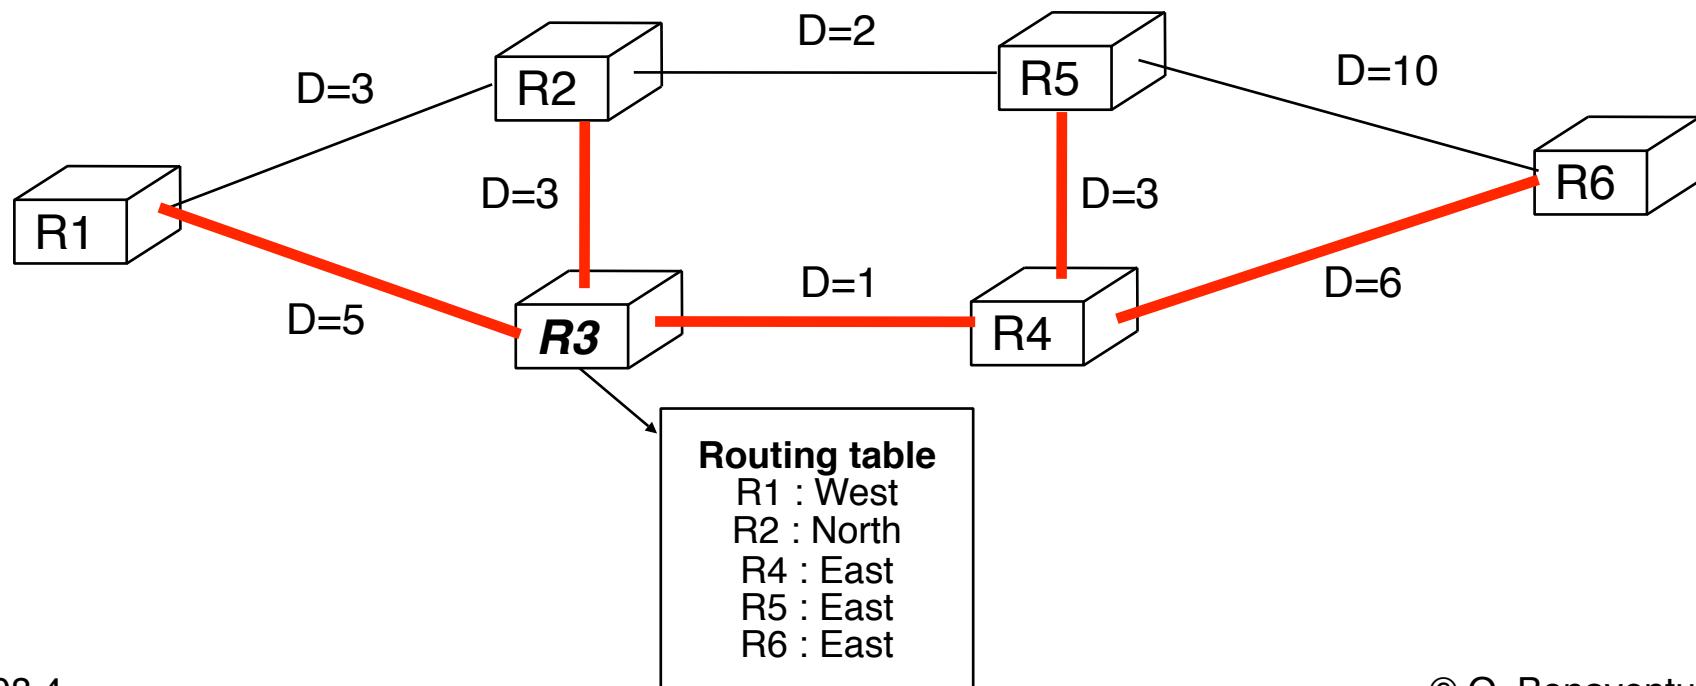 D=2
D=10
D=3
R2
R5
R6
D=3
D=3
R1
D=5
D=1
D=6
R3
R4
Routing table
R1 : West
R2 : North
R4 : East
R5 : East
R6 : East
© O. Bonaventu